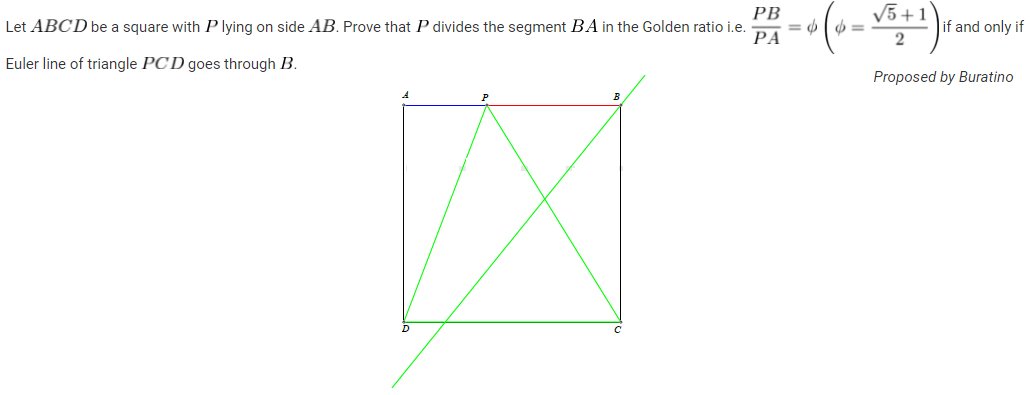 Let ABCD be a square with P lying on side AB. Prove that P divides the segment BA in the Golden ratio i.e. PB/PA = ϕ (ϕ = (√5 + 1)/2) if and only if
Euler line of triangle PCD goes through B.
Proposed by Buratino
A P B
D C